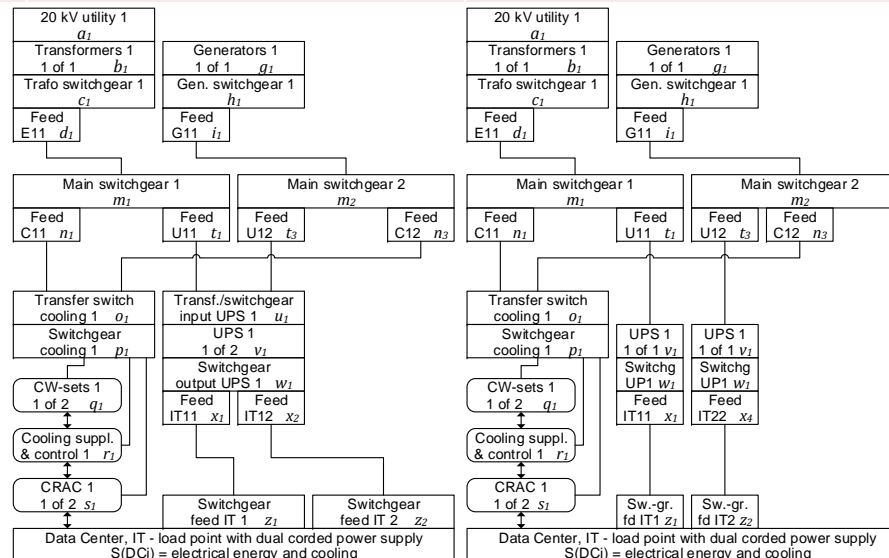 20 kV utility 1
a1
Transformers 1
1 of 1 b1
Trafo switchgear 1
c1
Feed
E11 d1
Generators 1
1 of 1 g1
Gen. switchgear 1
h1
Feed
G11 i1
Main switchgear 1
m1
Main switchgear 2
m2
Feed
C11 n1
Feed
U11 t1
Feed
U12 t3
Feed
C12 n3
Transfer switch
cooling 1 o1
Switchgear
cooling 1 p1
Transf./switchgear
input UPS 1 u1
UPS 1
1 of 2 v1
Switchgear
output UPS 1 w1
Feed
IT11 x1
Feed
IT12 x2
CW-sets 1
1 of 2 q1
Cooling suppl.
& control 1 r1
CRAC 1
1 of 2 s1
Switchgear
feed IT 1 z1
Switchgear
feed IT 2 z2
Data Center, IT - load point with dual corded power supply
S(DCi) = electrical energy and cooling
20 kV utility 1
a1
Transformers 1
1 of 1 b1
Trafo switchgear 1
c1
Feed
E11 d1
Generators 1
1 of 1 g1
Gen. switchgear 1
h1
Feed
G11 i1
Main switchgear 1
m1
Main switchgear 2
m2
Feed
C11 n1
Feed
U11 t1
Feed
U12 t3
Feed
C12 n3
Transfer switch
cooling 1 o1
Switchgear
cooling 1 p1
UPS 1
1 of 1 v1
Switchg
UP1 w1
Feed
IT11 x1
UPS 1
1 of 1 v1
Switchg
UP1 w1
Feed
IT22 x4
CW-sets 1
1 of 2 q1
Cooling suppl.
& control 1 r1
CRAC 1
1 of 2 s1
Sw.-gr.
fd IT1 z1
Sw.-gr.
fd IT2 z2
Data Center, IT - load point with dual corded power supply
S(DCi) = electrical energy and cooling